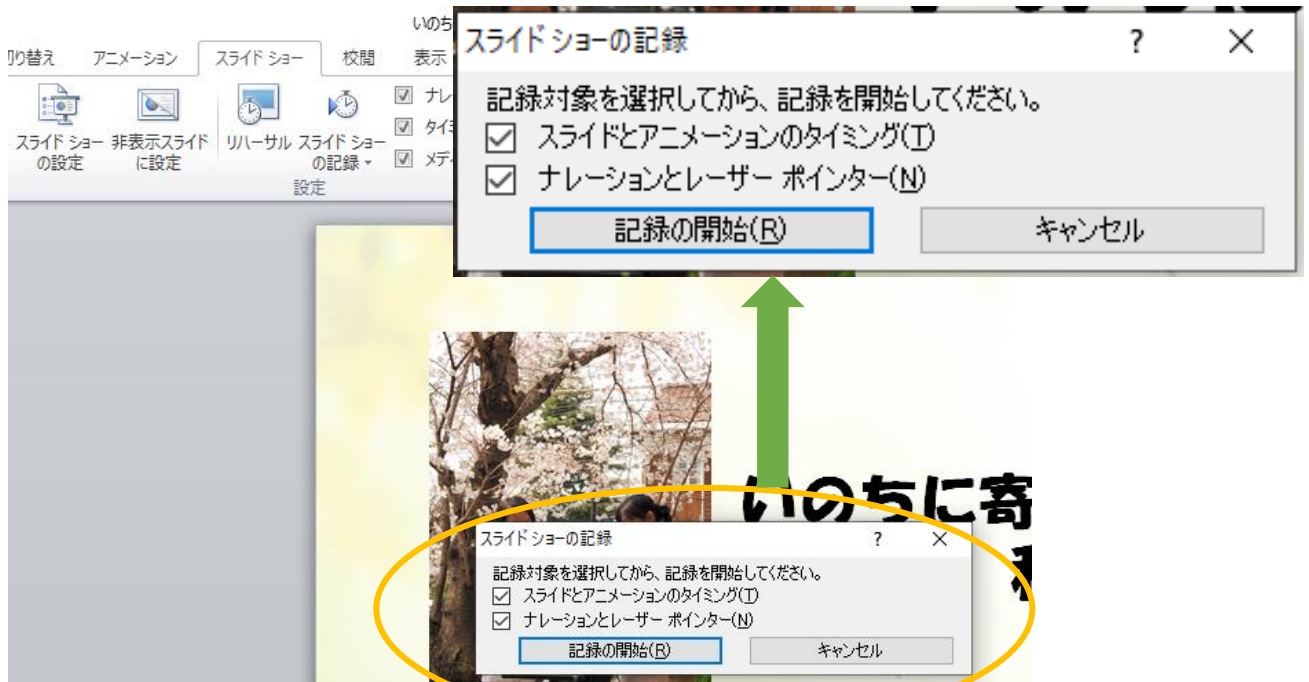 いのち
り替え アニメーション スライド ショー 校閲 表示
スライド ショー
の設定
非表示スライド
に設定
リハーサル
スライド ショー
の記録
ナレ
タイミ
メデ
設定
スライド ショーの記録 ? ×
記録対象を選択してから、記録を開始してください。
スライドとアニメーションのタイミング(T)
ナレーションとレーザー ポインター(N)
記録の開始(R) キャンセル
いのちに寄
スライド ショーの記録 ? ×
記録対象を選択してから、記録を開始してください。
スライドとアニメーションのタイミング(T)
ナレーションとレーザー ポインター(N)
記録の開始(R) キャンセル